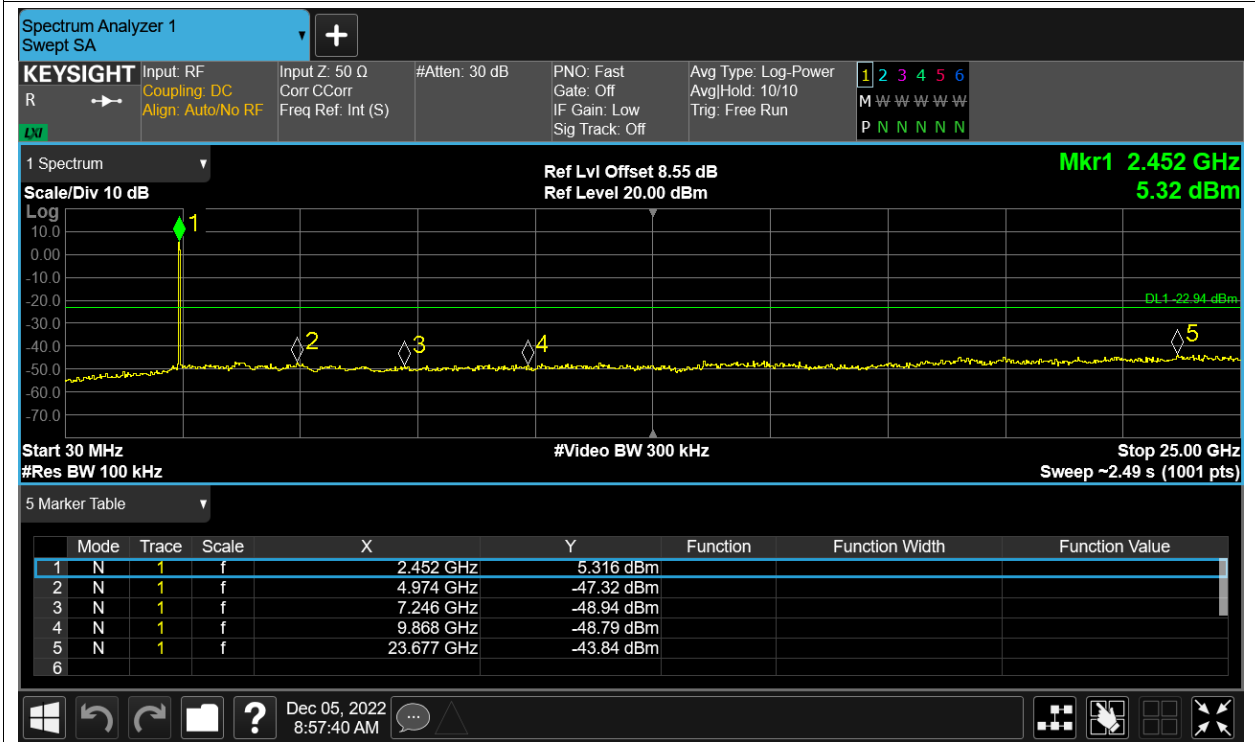 Spectrum Analyzer 1
Swept SA
+
KEYSIGHT Input: RF Input Z: 50 Ω #Atten: 30 dB PNO: Fast Avg Type: Log-Power 1 2 3 4 5 6
R Coupling: DC Corr CCorr Gate: Off Avg|Hold: 10/10 M W W W W W
Align: Auto/No RF Freq Ref: Int (S) IF Gain: Low Trig: Free Run
LXI Sig Track: Off P N N N N N
1 Spectrum Ref Lvl Offset 8.55 dB Mkr1 2.452 GHz
Scale/Div 10 dB Ref Level 20.00 dBm 5.32 dBm
Log
1
10.0
0.00
-10.0
-20.0 DL1 -22.94 dBm
-30.0
2 3 4 5
-40.0
-50.0
-60.0
-70.0
Start 30 MHz #Video BW 300 kHz Stop 25.00 GHz
#Res BW 100 kHz Sweep ~2.49 s (1001 pts)
5 Marker Table
Mode Trace Scale X Y Function Function Width Function Value
1 N 1 f 2.452 GHz 5.316 dBm
2 N 1 f 4.974 GHz -47.32 dBm
3 N 1 f 7.246 GHz -48.94 dBm
4 N 1 f 9.868 GHz -48.79 dBm
5 N 1 f 23.677 GHz -43.84 dBm
6
? Dec 05, 2022
8:57:40 AM